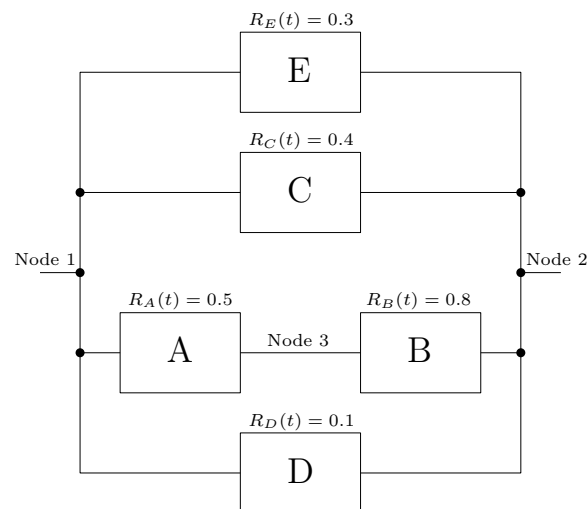 R_E(t) = 0.3
E
R_C(t) = 0.4
C
Node 1
Node 2
R_A(t) = 0.5
R_B(t) = 0.8
A
Node 3
B
R_D(t) = 0.1
D